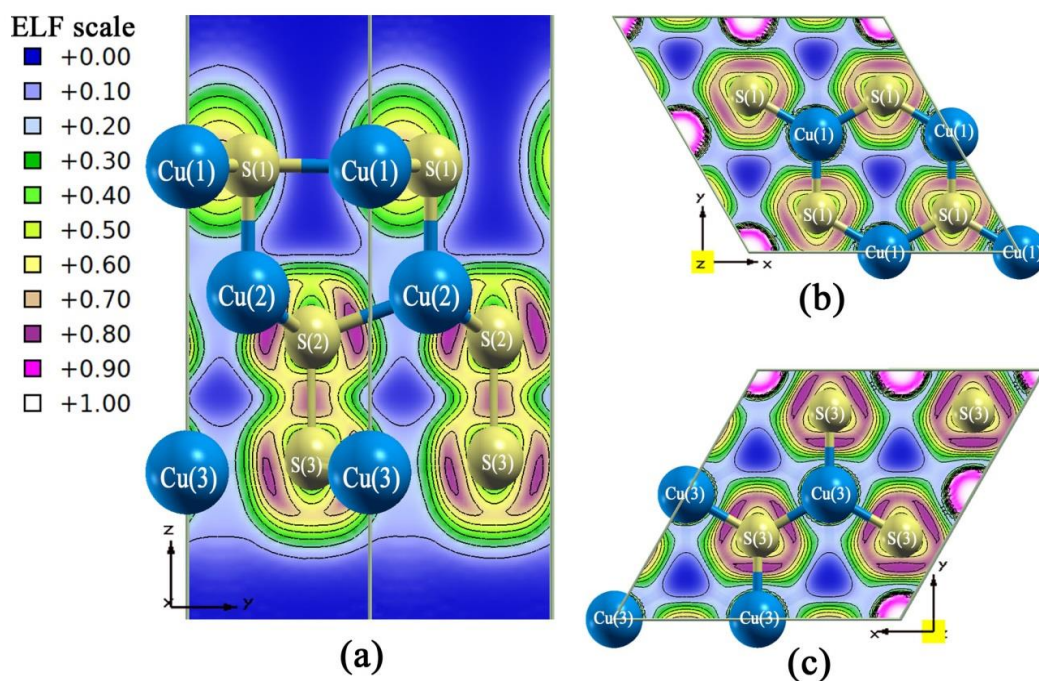 ELF scale
+0.00
+0.10
+0.20
+0.30
+0.40
+0.50
+0.60
+0.70
+0.80
+0.90
+1.00
Cu(1) S(1) Cu(1) S(1)
Cu(2) Cu(2)
S(2) S(2)
Cu(3) S(3) Cu(3) S(3)
z
x y
(a)
S(1) S(1)
Cu(1) Cu(1)
S(1) S(1)
Cu(1) Cu(1)
y
z x
(b)
S(3) S(3)
Cu(3) Cu(3)
S(3) S(3)
Cu(3) Cu(3)
y
x z
(c)